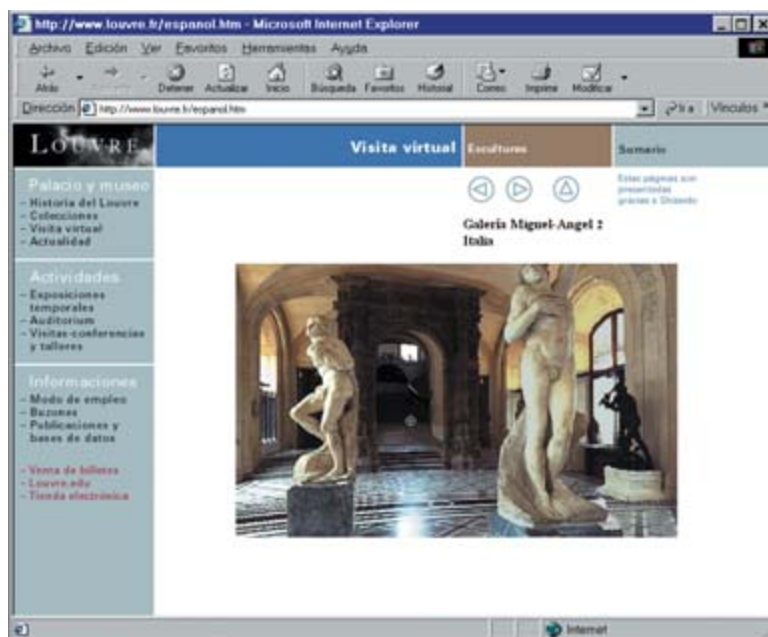 http://www.louvre.fr/espanol.htm - Microsoft Internet Explorer
Archivo Edición Ver Favoritos Herramientas Ayuda
Atrás Detener Actualizar Inicio Búsqueda Favoritos Historial Correo Imprimir Modificar
Dirección http://www.louvre.fr/espanol.htm Ir a Vínculos »
LOUVRE Visita virtual Esculturas Sumario
Palacio y museo
- Historia del Louvre
- Colecciones
- Visita virtual
- Actualidad
Estas páginas son
presentadas
gracias a Shiseido
Galería Miguel-Angel 2
Italia
Actividades
- Exposiciones
temporales
- Auditorium
- Visitas-conferencias
y talleres
Informaciones
- Modo de empleo
- Buzones
- Publicaciones y
bases de datos
- Venta de billetes
- Louvre.edu
- Tienda electrónica
Internet